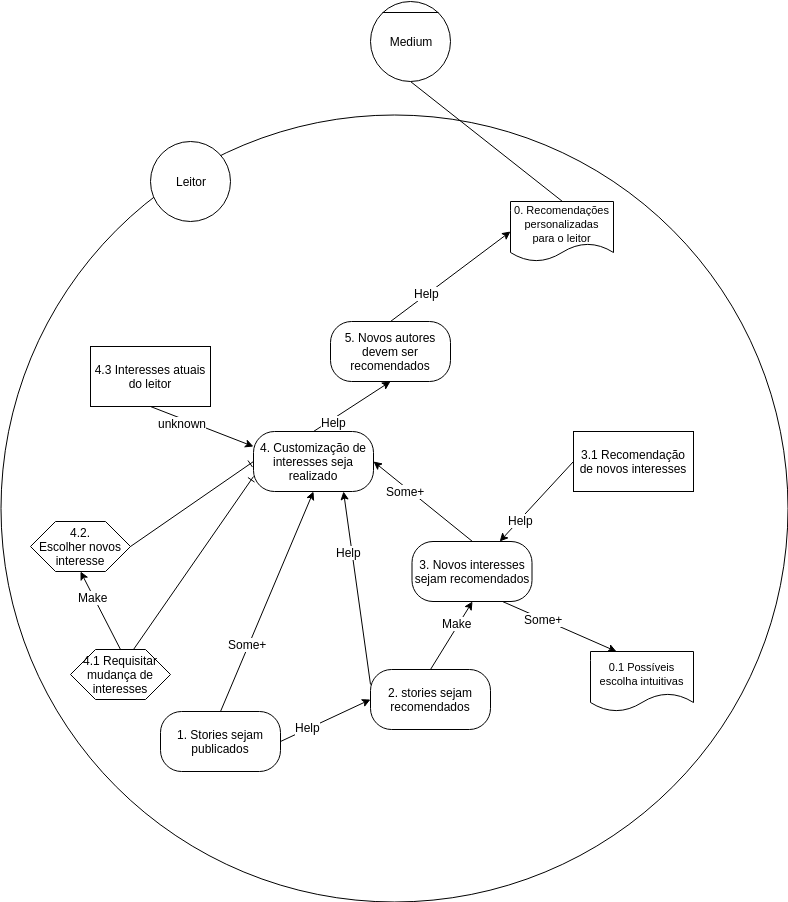 Medium
Leitor
0. Recomendações
personalizadas
para o leitor
Help
5. Novos autores
devem ser
recomendados
4.3 Interesses atuais
do leitor
unknown
Help
4. Customização de
interesses seja
realizado
3.1 Recomendação
de novos interesses
Some+
Help
4.2.
Escolher novos
interesse
Help
3. Novos interesses
sejam recomendados
Make
Make
Some+
4.1 Requisitar
mudança de
interesses
Some+
0.1 Possíveis
escolha intuitivas
2. stories sejam
recomendados
Help
1. Stories sejam
publicados